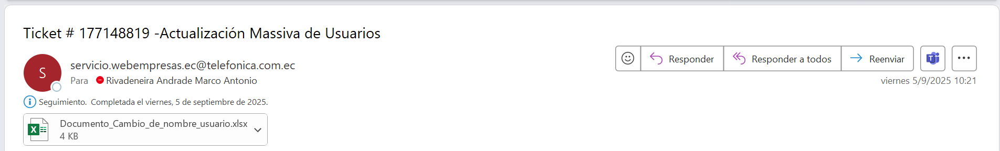 Ticket # 177148819 -Actualización Massiva de Usuarios
S
servicio.webempresas.ec@telefonica.com.ec
Para Rivadeneira Andrade Marco Antonio
Responder
Responder a todos
Reenviar
viernes 5/9/2025 10:21
Seguimiento. Completada el viernes, 5 de septiembre de 2025.
Documento_Cambio_de_nombre_usuario.xlsx
4 KB